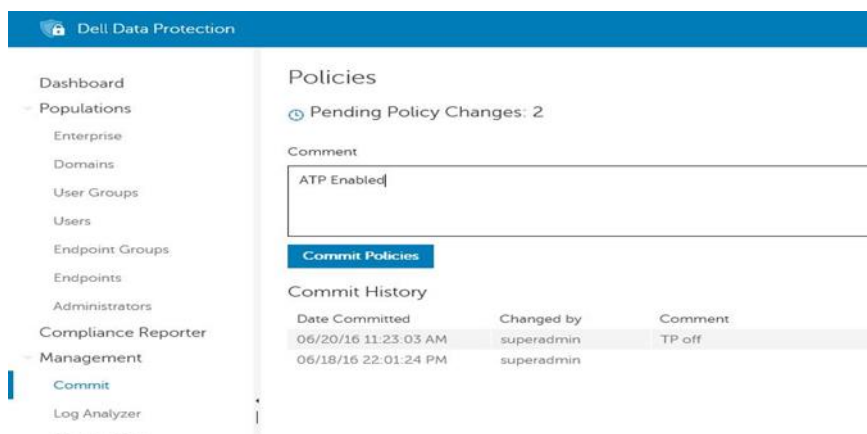 Dell Data Protection
Dashboard
Populations
Enterprise
Domains
User Groups
Users
Endpoint Groups
Endpoints
Administrators
Compliance Reporter
Management
Commit
Log Analyzer
Policies
Pending Policy Changes: 2
Comment
ATP Enabled
Commit Policies
Commit History
Date Committed Changed by Comment
06/20/16 11:23:03 AM superadmin TP off
06/18/16 22:01:24 PM superadmin